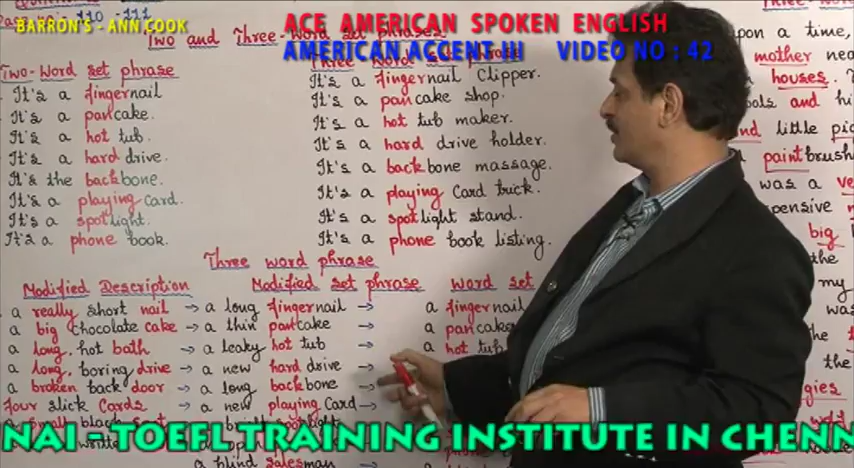 BARRON'S - ANN COOK
110 - 111
ACE AMERICAN SPOKEN ENGLISH
AMERICAN ACCENT III VIDEO NO : 42
Two and Three-Word Set phrases
Two-Word set phrase
It's a fingernail
It's a pancake.
It's a hot tub.
It's a hard drive.
It's the backbone.
It's a playing card.
It's a spotlight.
It's a phone book.
Three word set phrase
It's a fingernail clipper.
It's a pancake shop.
It's a hot tub maker.
It's a hard drive holder.
It's a backbone massage.
It's a playing card trick.
It's a spotlight stand.
It's a phone book listing.
Three word phrase
Modified Description Modified set phrase word set
a really short nail → a long fingernail → a fingernail
a big chocolate cake → a thin pancake → a pancake
a long, hot bath → a leaky hot tub → a hot tub
a long, boring drive → a new hard drive →
a broken back door → a long backbone →
four slick cards → a new playing card →
a small black
a blind salesman
upon a time,
mother
houses.
and
little
paintbrush
was a
big
the
my
the
NAI - TOEFL TRAINING INSTITUTE IN CHENN